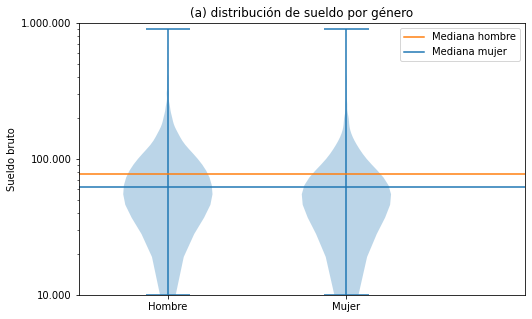 (a) distribución de sueldo por género
1.000.000
Mediana hombre
Mediana mujer
Sueldo bruto
100.000
10.000
Hombre
Mujer